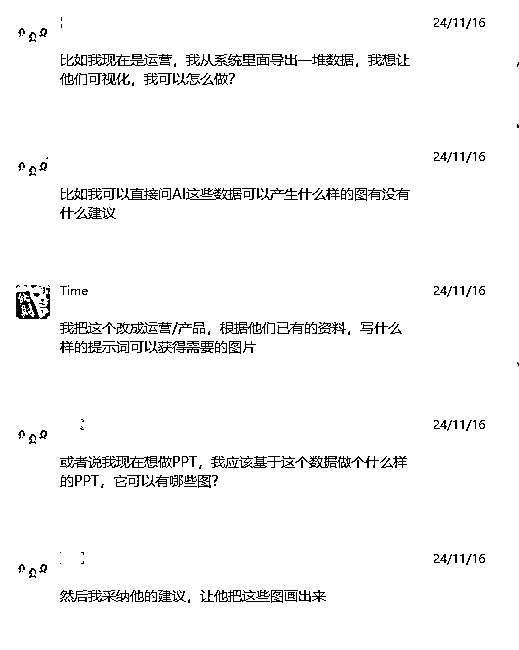 24/11/16
比如我现在是运营，我从系统里面导出一堆数据，我想让
他们可视化，我可以怎么做？
24/11/16
比如我可以直接问AI这些数据可以产生什么样的图有没有
什么建议
Time
24/11/16
我把这个改成运营/产品，根据他们已有的资料，写什么
样的提示词可以获得需要的图片
24/11/16
或者说我现在想做PPT，我应该基于这个数据做个什么样
的PPT，它可以有哪些图？
24/11/16
然后我采纳他的建议，让他把这些图画出来